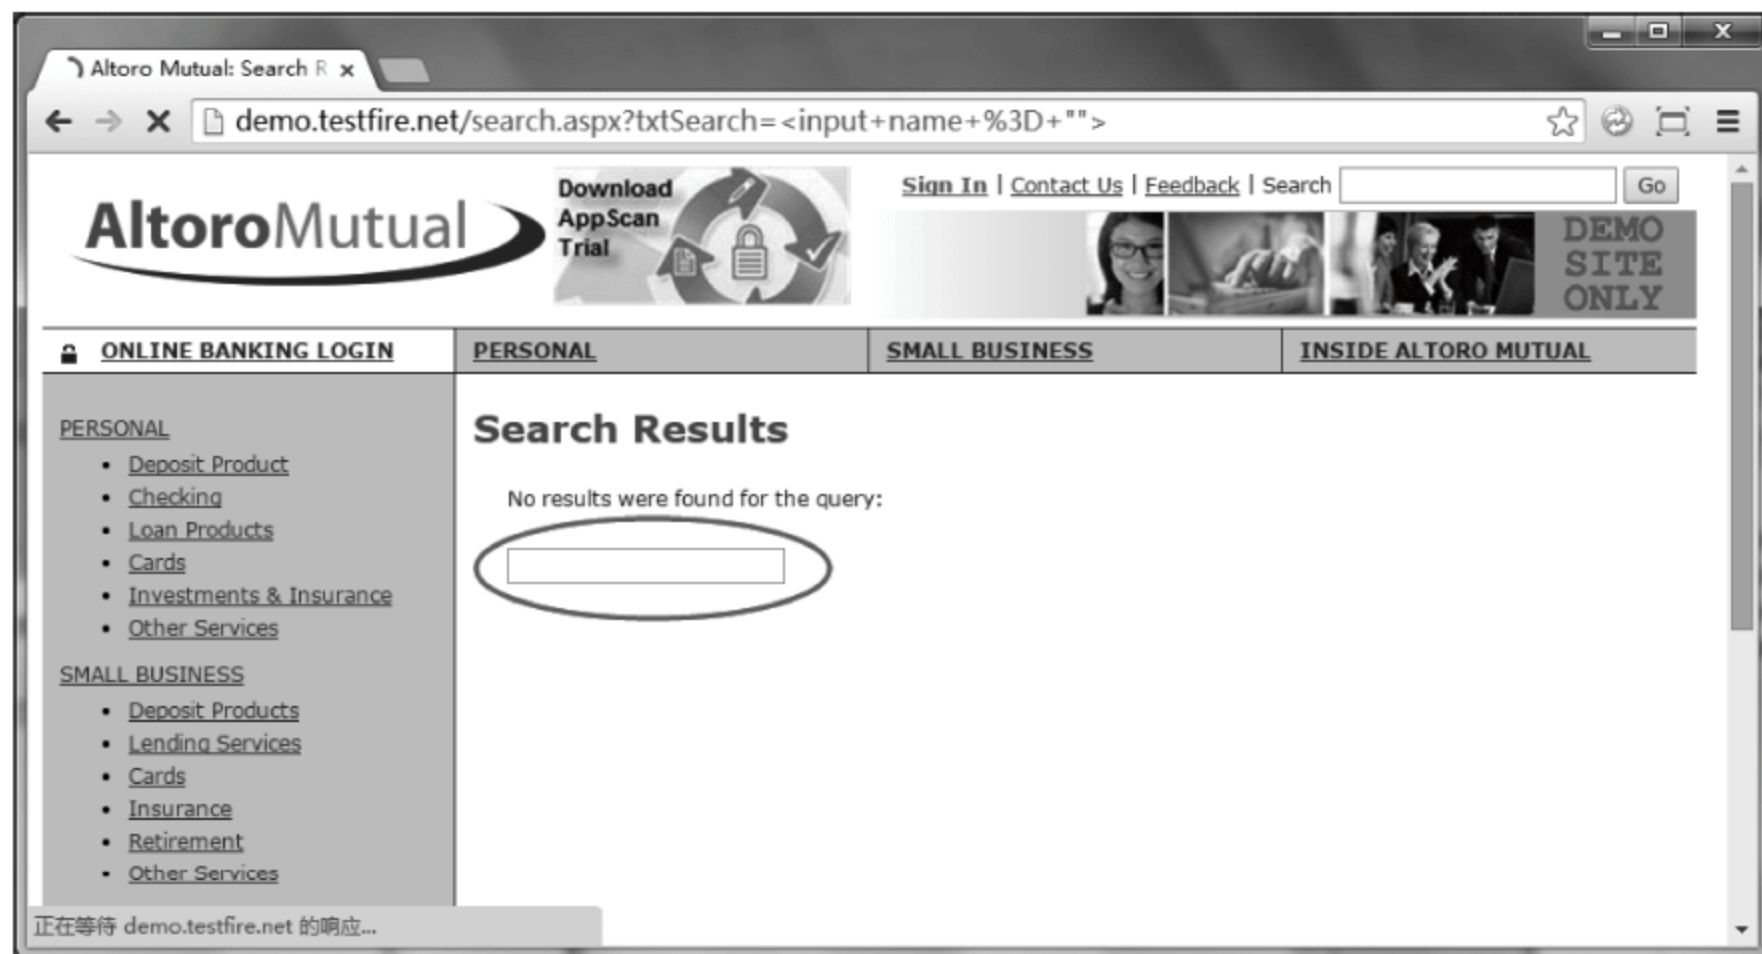 Altoro Mutual: Search R
demo.testfire.net/search.aspx?txtSearch=<input+name+%3D+"">
AltoroMutual
Download
AppScan
Trial
Sign In | Contact Us | Feedback | Search
Go
DEMO
SITE
ONLY
ONLINE BANKING LOGIN
PERSONAL
SMALL BUSINESS
INSIDE ALTORO MUTUAL
PERSONAL
Deposit Product
Checking
Loan Products
Cards
Investments & Insurance
Other Services
SMALL BUSINESS
Deposit Products
Lending Services
Cards
Insurance
Retirement
Other Services
Search Results
No results were found for the query:
正在等待 demo.testfire.net 的响应...